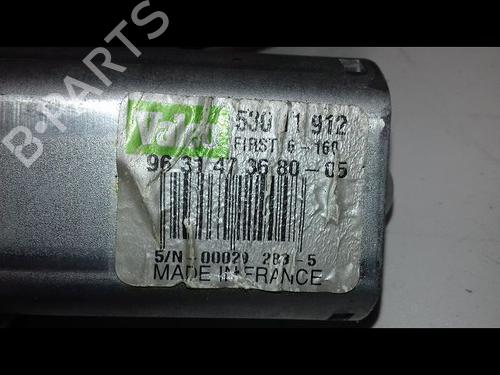 B-PARTS
Valeo 530 / 1 912
FIRST 6-160
96 31 47 36 80-05
S/N 00029 283-5
MADE IN FRANCE